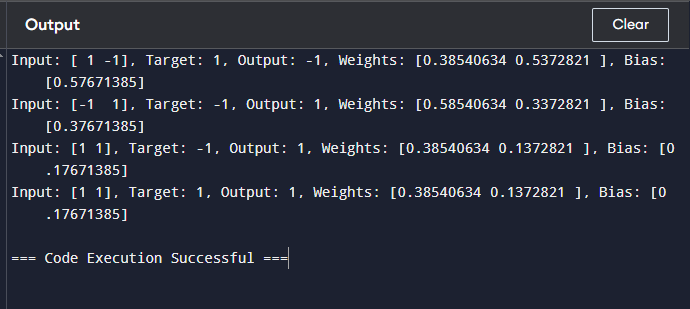 Output
Clear
Input: [ 1 -1], Target: 1, Output: -1, Weights: [0.38540634 0.5372821 ], Bias:
[0.57671385]
Input: [-1  1], Target: -1, Output: 1, Weights: [0.58540634 0.3372821 ], Bias:
[0.37671385]
Input: [1 1], Target: -1, Output: 1, Weights: [0.38540634 0.1372821 ], Bias: [0
.17671385]
Input: [1 1], Target: 1, Output: 1, Weights: [0.38540634 0.1372821 ], Bias: [0
.17671385]
=== Code Execution Successful ===